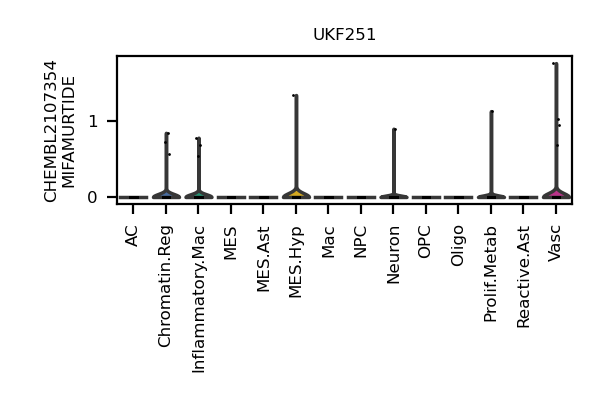 UKF251
CHEMBL2107354
MIFAMURTIDE
1
0
AC
Chromatin.Reg
Inflammatory.Mac
MES
MES.Ast
MES.Hyp
Mac
NPC
Neuron
OPC
Oligo
Prolif.Metab
Reactive.Ast
Vasc